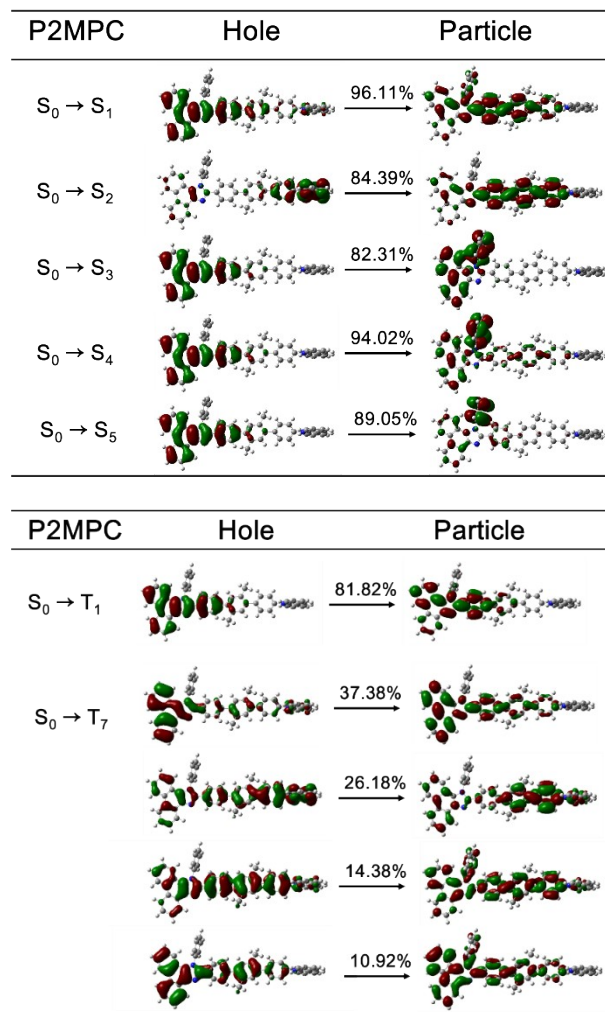 P2MPC Hole Particle
S₀ → S₁ 96.11%
S₀ → S₂ 84.39%
S₀ → S₃ 82.31%
S₀ → S₄ 94.02%
S₀ → S₅ 89.05%
P2MPC Hole Particle
S₀ → T₁ 81.82%
S₀ → T₇ 37.38%
26.18%
14.38%
10.92%